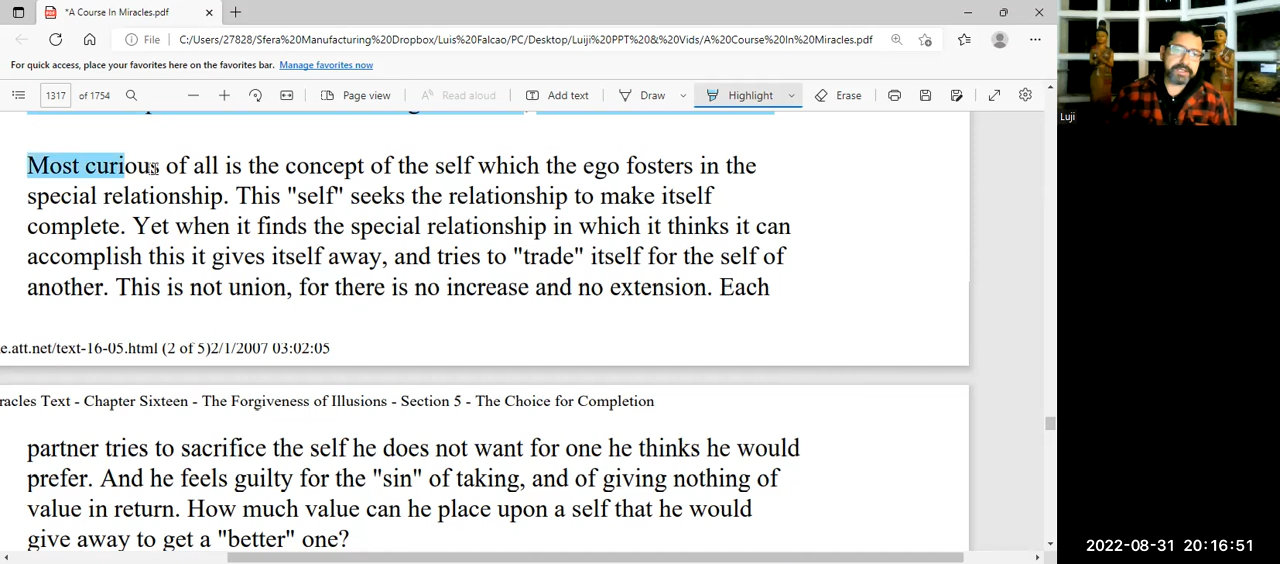 *A Course In Miracles.pdf
File C:/Users/27828/Sfera%20Manufacturing%20Dropbox/Luis%20Falcão/PC/Desktop/Luiji%20PPT%20&%20Vids/A%20Course%20In%20Miracles.pdf
For quick access, place your favorites here on the favorites bar. Manage favorites now
1317 of 1754 Page view Read aloud Add text Draw Highlight Erase
Most curious of all is the concept of the self which the ego fosters in the
special relationship. This "self" seeks the relationship to make itself
complete. Yet when it finds the special relationship in which it thinks it can
accomplish this it gives itself away, and tries to "trade" itself for the self of
another. This is not union, for there is no increase and no extension. Each
e.att.net/text-16-05.html (2 of 5)2/1/2007 03:02:05
racles Text - Chapter Sixteen - The Forgiveness of Illusions - Section 5 - The Choice for Completion
partner tries to sacrifice the self he does not want for one he thinks he would
prefer. And he feels guilty for the "sin" of taking, and of giving nothing of
value in return. How much value can he place upon a self that he would
give away to get a "better" one?
Luji
2022-08-31 20:16:51